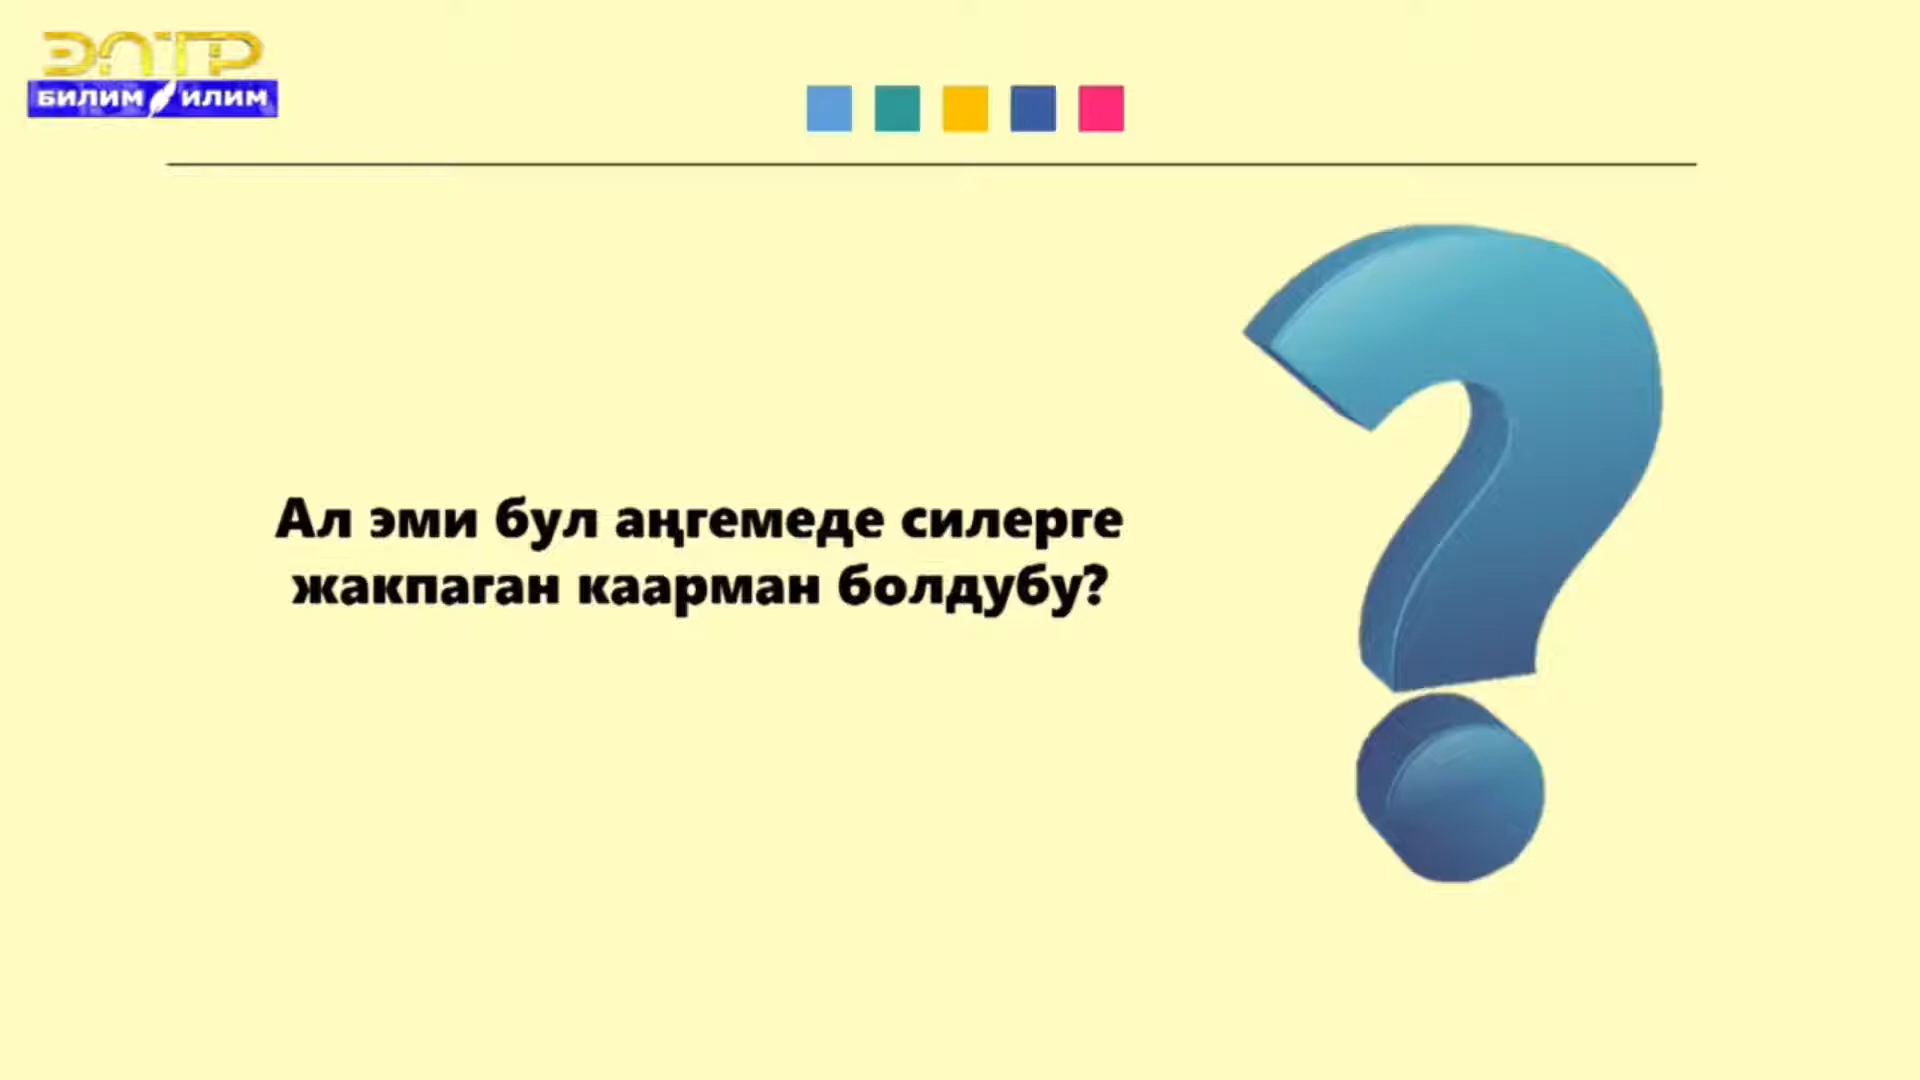 ЭЛТР
БИЛИМ ИЛИМ
Ал эми бул аңгемеде силерге
жакпаган каарман болдубу?